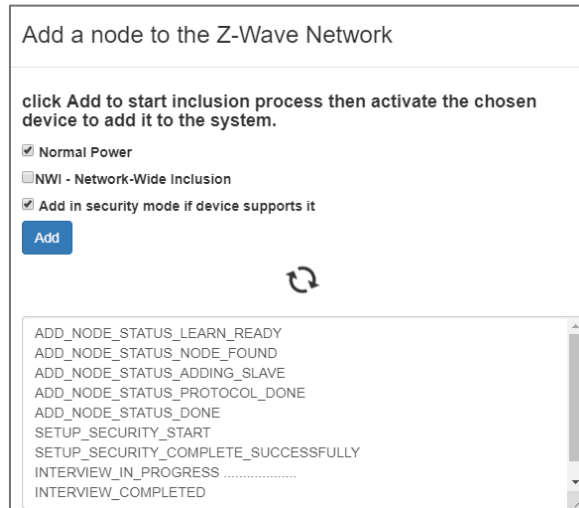 Add a node to the Z-Wave Network
click Add to start inclusion process then activate the chosen
device to add it to the system.
Normal Power
NWI - Network-Wide Inclusion
Add in security mode if device supports it
Add
ADD_NODE_STATUS_LEARN_READY
ADD_NODE_STATUS_NODE_FOUND
ADD_NODE_STATUS_ADDING_SLAVE
ADD_NODE_STATUS_PROTOCOL_DONE
ADD_NODE_STATUS_DONE
SETUP_SECURITY_START
SETUP_SECURITY_COMPLETE_SUCCESSFULLY
INTERVIEW_IN_PROGRESS ...................
INTERVIEW_COMPLETED